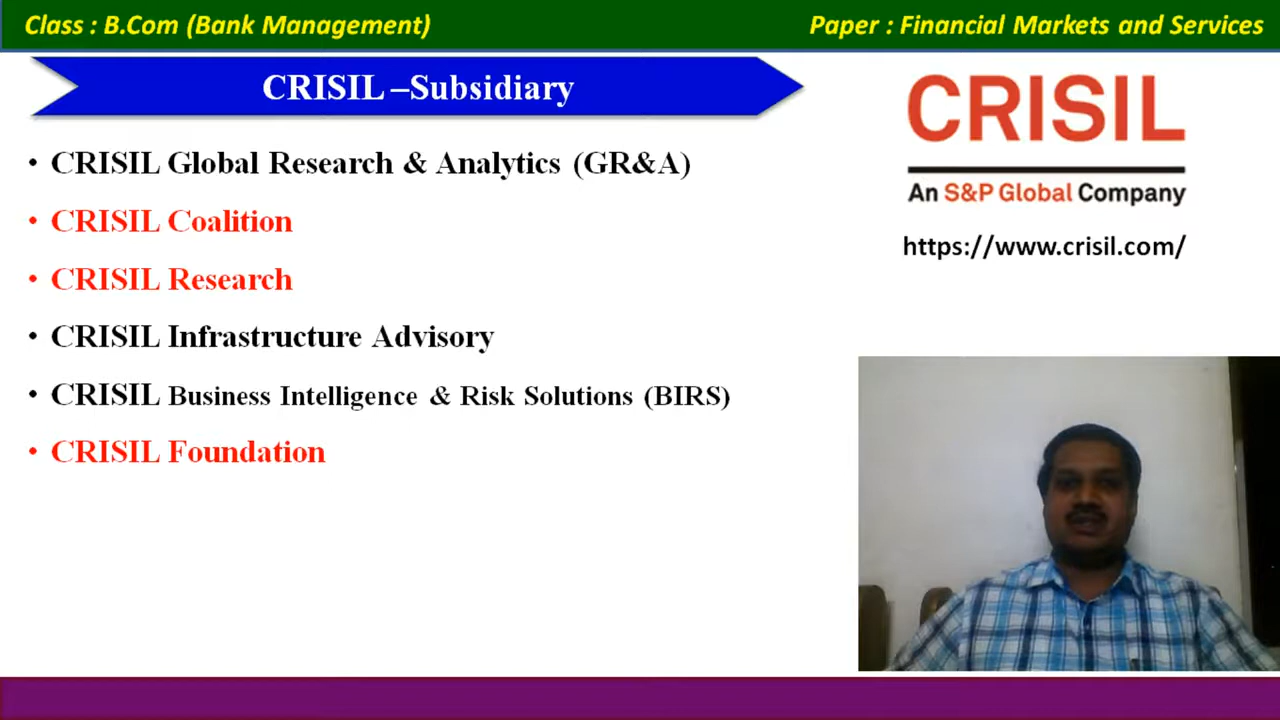 Class : B.Com (Bank Management)
Paper : Financial Markets and Services
CRISIL –Subsidiary
• CRISIL Global Research & Analytics (GR&A)
• CRISIL Coalition
• CRISIL Research
• CRISIL Infrastructure Advisory
• CRISIL Business Intelligence & Risk Solutions (BIRS)
• CRISIL Foundation
CRISIL
An S&P Global Company
https://www.crisil.com/